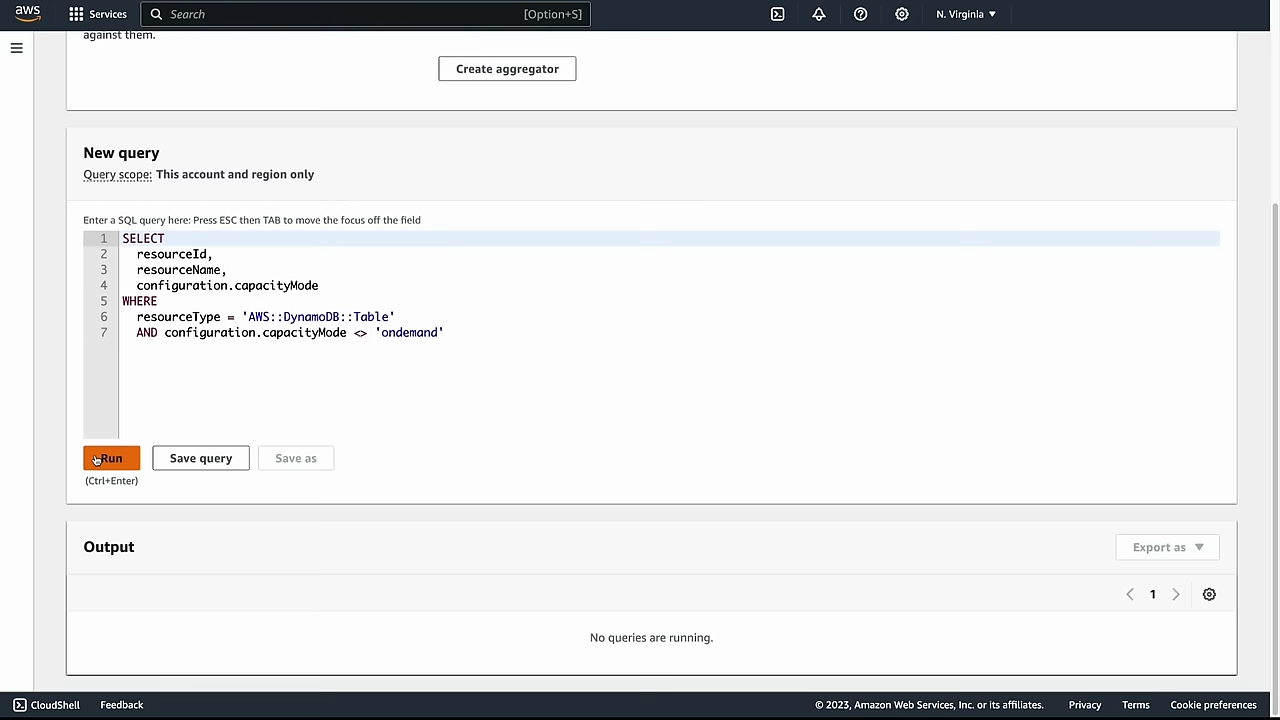 aws Services Search [Option+S] N. Virginia ▼
against them.
Create aggregator
New query
Query scope: This account and region only
Enter a SQL query here: Press ESC then TAB to move the focus off the field
1 SELECT
2 resourceId,
3 resourceName,
4 configuration.capacityMode
5 WHERE
6 resourceType = 'AWS::DynamoDB::Table'
7 AND configuration.capacityMode <> 'ondemand'
Run Save query Save as
(Ctrl+Enter)
Output Export as ▼
< 1 >
No queries are running.
CloudShell Feedback © 2023, Amazon Web Services, Inc. or its affiliates. Privacy Terms Cookie preferences